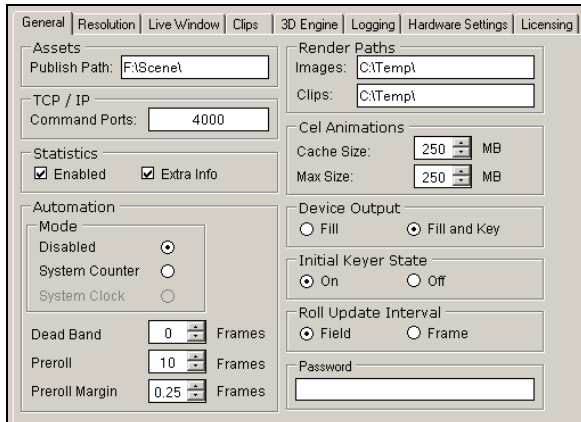 General Resolution Live Window Clips 3D Engine Logging Hardware Settings Licensing
Assets
Publish Path: F:\Scene\
TCP / IP
Command Ports: 4000
Statistics
Enabled Extra Info
Automation
Mode
Disabled
System Counter
System Clock
Dead Band 0 Frames
Preroll 10 Frames
Preroll Margin 0.25 Frames
Render Paths
Images: C:\Temp\
Clips: C:\Temp\
Cel Animations
Cache Size: 250 MB
Max Size: 250 MB
Device Output
Fill Fill and Key
Initial Keyer State
On Off
Roll Update Interval
Field Frame
Password